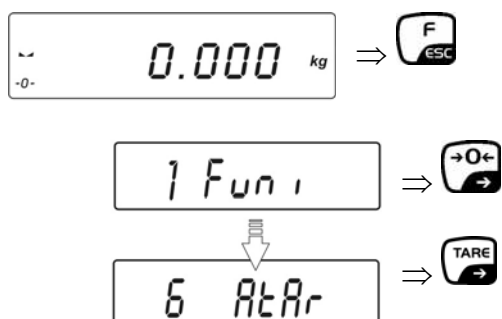 0.000 kg ⇒ F
-0- ESC
1 Funi ⇒ →0←
6 AtAr ⇒ TARE